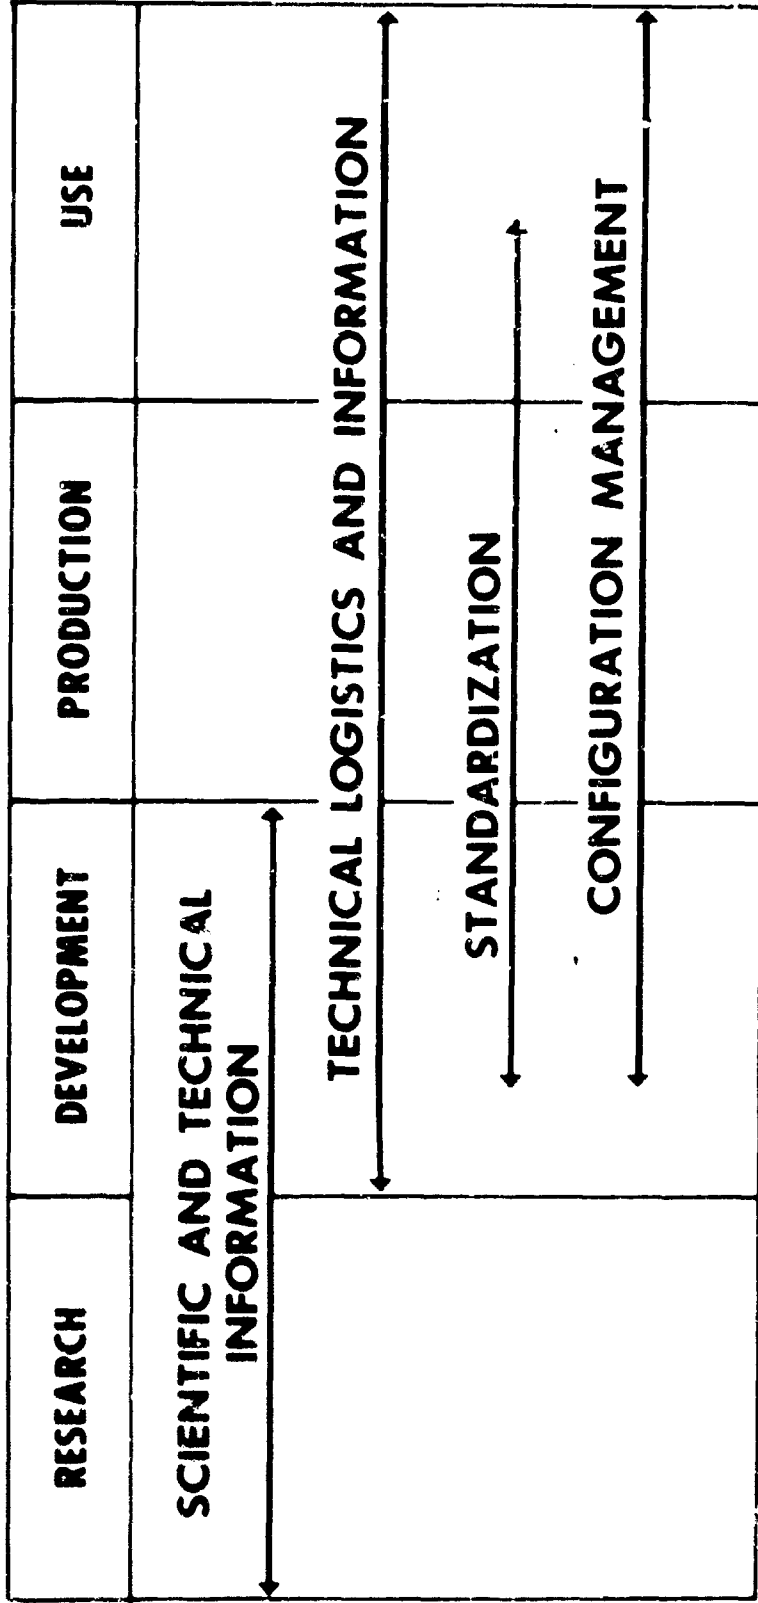 RESEARCH
DEVELOPMENT
PRODUCTION
USE
SCIENTIFIC AND TECHNICAL
INFORMATION
TECHNICAL LOGISTICS AND INFORMATION
STANDARDIZATION
CONFIGURATION MANAGEMENT